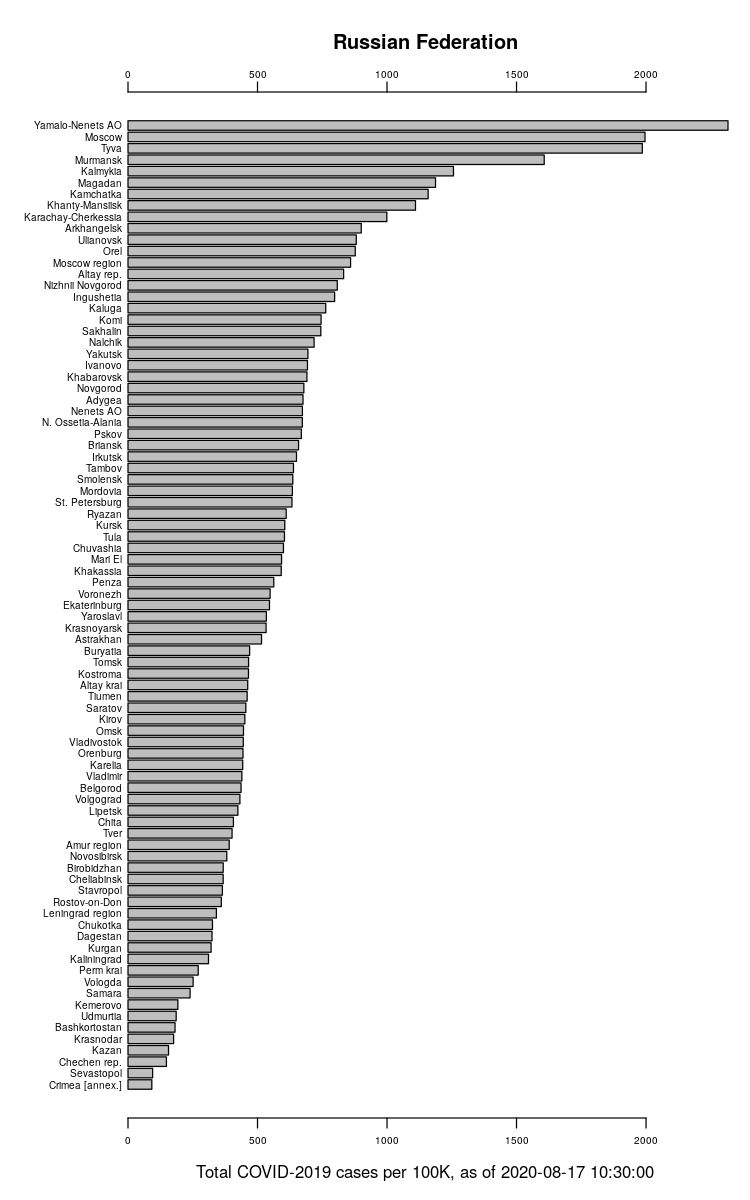 Russian Federation
0 500 1000 1500 2000
Yamalo-Nenets AO
Moscow
Tyva
Murmansk
Kalmykia
Magadan
Kamchatka
Khanty-Mansiisk
Karachay-Cherkessia
Arkhangelsk
Ulianovsk
Orel
Moscow region
Altay rep.
Nizhnii Novgorod
Ingushetia
Kaluga
Komi
Sakhalin
Nalchik
Yakutsk
Ivanovo
Khabarovsk
Novgorod
Adygea
Nenets AO
N. Ossetia-Alania
Pskov
Briansk
Irkutsk
Tambov
Smolensk
Mordovia
St. Petersburg
Ryazan
Kursk
Tula
Chuvashia
Mari El
Khakassia
Penza
Voronezh
Ekaterinburg
Yaroslavl
Krasnoyarsk
Astrakhan
Buryatia
Tomsk
Kostroma
Altay krai
Tiumen
Saratov
Kirov
Omsk
Vladivostok
Orenburg
Karelia
Vladimir
Belgorod
Volgograd
Lipetsk
Chita
Tver
Amur region
Novosibirsk
Birobidzhan
Cheliabinsk
Stavropol
Rostov-on-Don
Leningrad region
Chukotka
Dagestan
Kurgan
Kaliningrad
Perm krai
Vologda
Samara
Kemerovo
Udmurtia
Bashkortostan
Krasnodar
Kazan
Chechen rep.
Sevastopol
Crimea [annex.]
0 500 1000 1500 2000
Total COVID-2019 cases per 100K, as of 2020-08-17 10:30:00